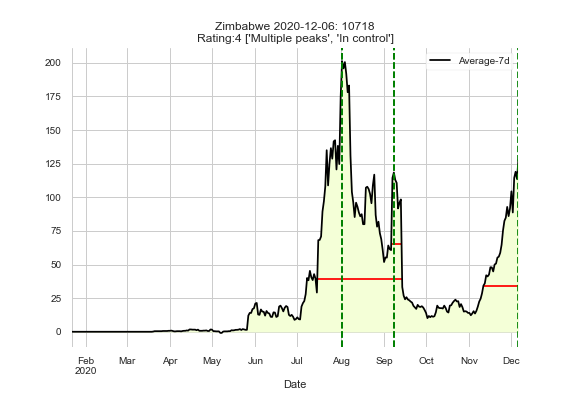 Zimbabwe 2020-12-06: 10718
Rating:4 ['Multiple peaks', 'In control']
Average-7d
200
175
150
125
100
75
50
25
0
Feb Mar Apr May Jun Jul Aug Sep Oct Nov Dec
2020
Date